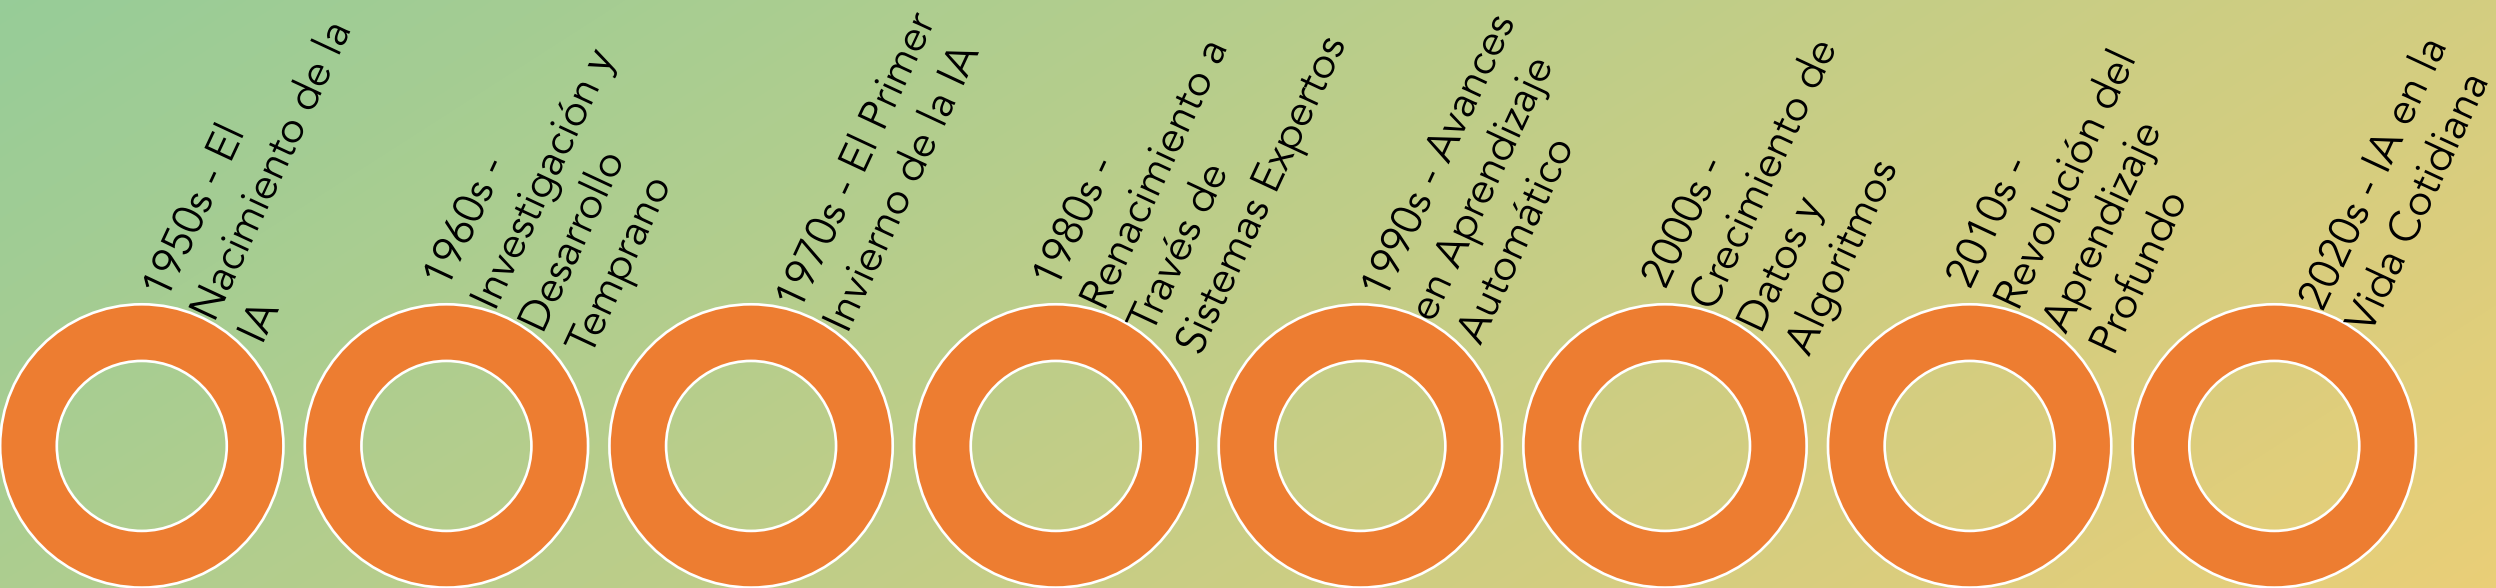 1950s - El
Nacimiento de la
IA
1960s -
Investigación y
Desarrollo
Temprano
1970s - El Primer
Invierno de la IA
1980s -
Renacimiento a
Través de
Sistemas Expertos
1990s - Avances
en Aprendizaje
Automático
2000s -
Crecimiento de
Datos y
Algoritmos
2010s -
Revolución del
Aprendizaje
Profundo
2020s - IA en la
Vida Cotidiana